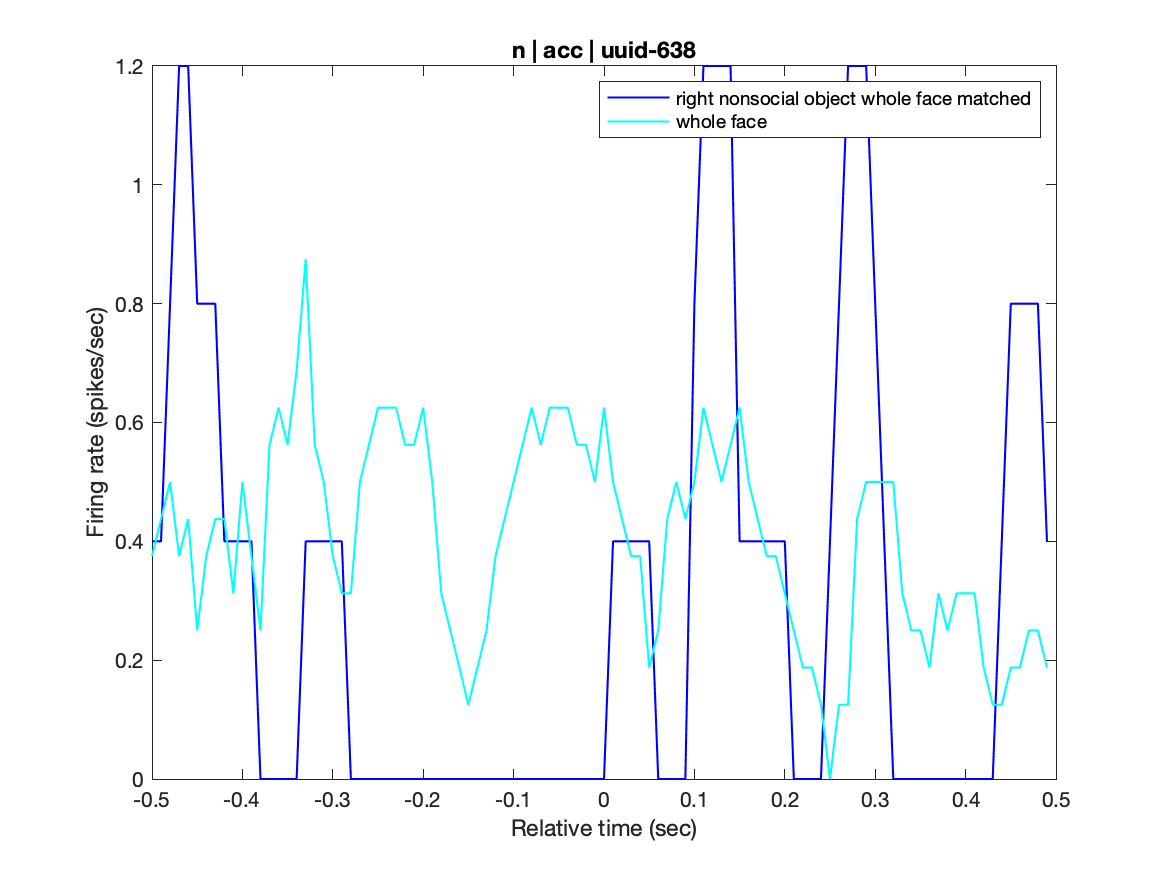 n | acc | uuid-638
right nonsocial object whole face matched
whole face
Firing rate (spikes/sec)
1.2
1
0.8
0.6
0.4
0.2
0
-0.5 -0.4 -0.3 -0.2 -0.1 0 0.1 0.2 0.3 0.4 0.5
Relative time (sec)